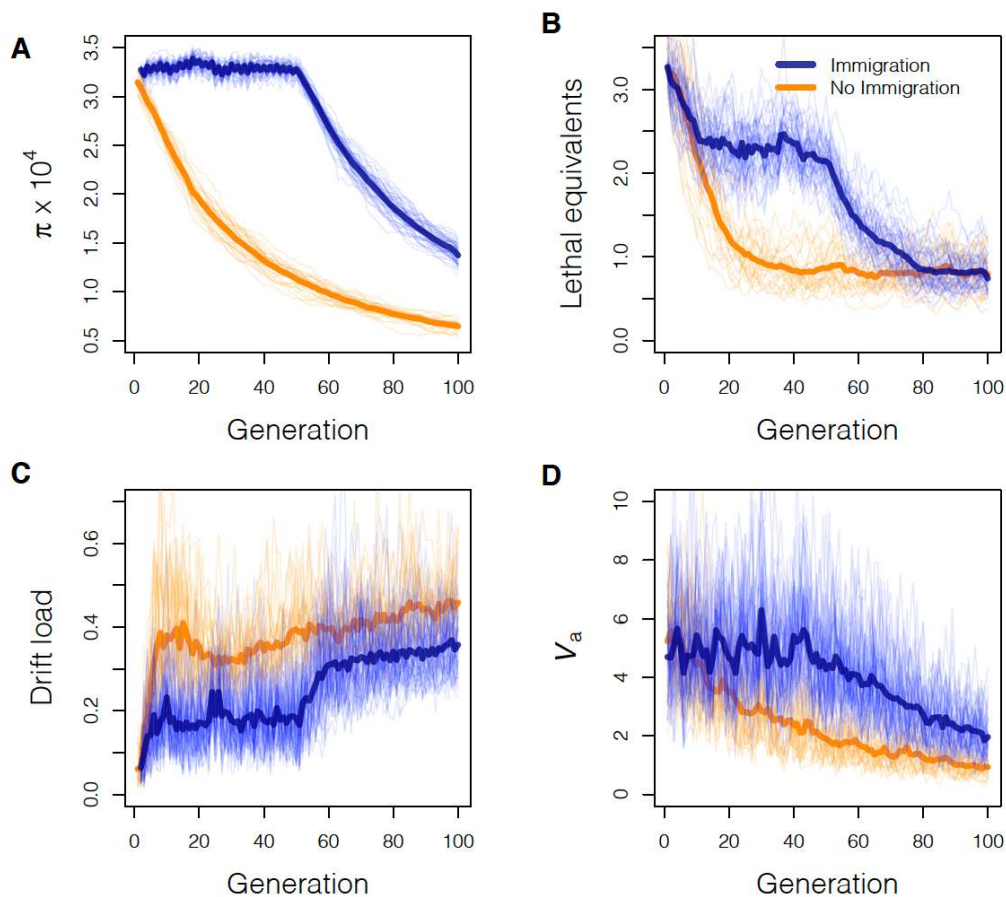 A
3.5
3.0
2.5
2.0
1.5
1.0
0.5
π x 10⁴
0 20 40 60 80 100
Generation
B
Immigration
No Immigration
3.0
2.0
1.0
0.0
Lethal equivalents
0 20 40 60 80 100
Generation
C
0.6
0.4
0.2
0.0
Drift load
0 20 40 60 80 100
Generation
D
10
8
6
4
2
0
Va
0 20 40 60 80 100
Generation